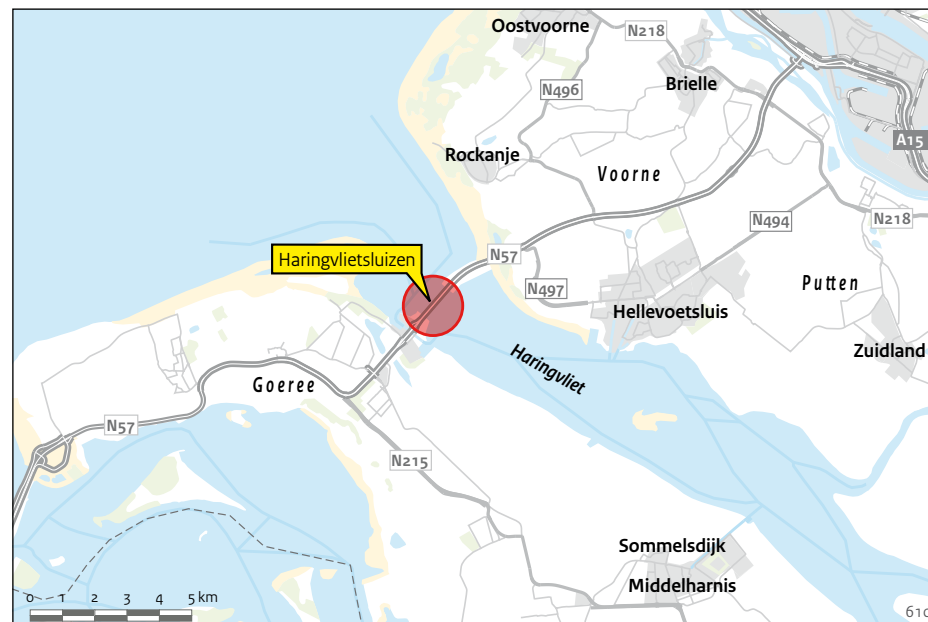 Oostvoorne
N218
Brielle
N496
A15
Rockanje
Voorne
N494
N218
Haringvlietsluizen
N57
N497
Putten
Hellevoetsluis
Zuidland
Haringvliet
Goeree
N57
N215
Sommelsdijk
Middelharnis
0 1 2 3 4 5 km